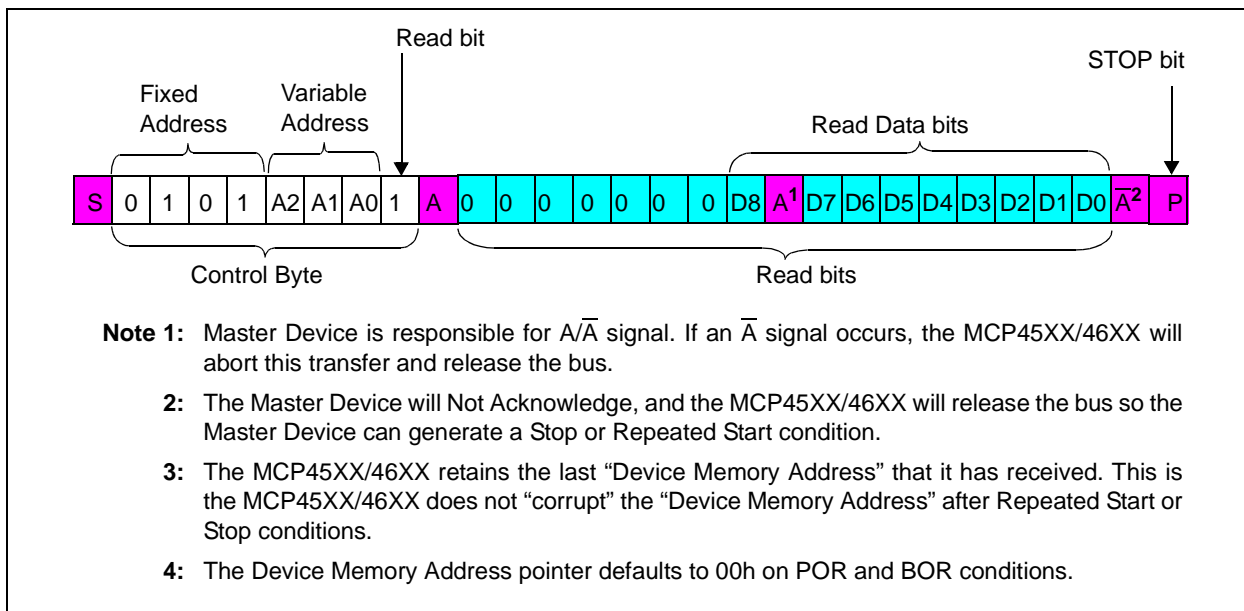 Read bit
STOP bit
Fixed
Address
Variable
Address
Read Data bits
S 0 1 0 1 A2 A1 A0 1 A 0 0 0 0 0 0 0 D8 A¹ D7 D6 D5 D4 D3 D2 D1 D0 A̅² P
Control Byte
Read bits
Note 1: Master Device is responsible for A/A̅ signal. If an A̅ signal occurs, the MCP45XX/46XX will
abort this transfer and release the bus.
2: The Master Device will Not Acknowledge, and the MCP45XX/46XX will release the bus so the
Master Device can generate a Stop or Repeated Start condition.
3: The MCP45XX/46XX retains the last “Device Memory Address” that it has received. This is
the MCP45XX/46XX does not “corrupt” the “Device Memory Address” after Repeated Start or
Stop conditions.
4: The Device Memory Address pointer defaults to 00h on POR and BOR conditions.